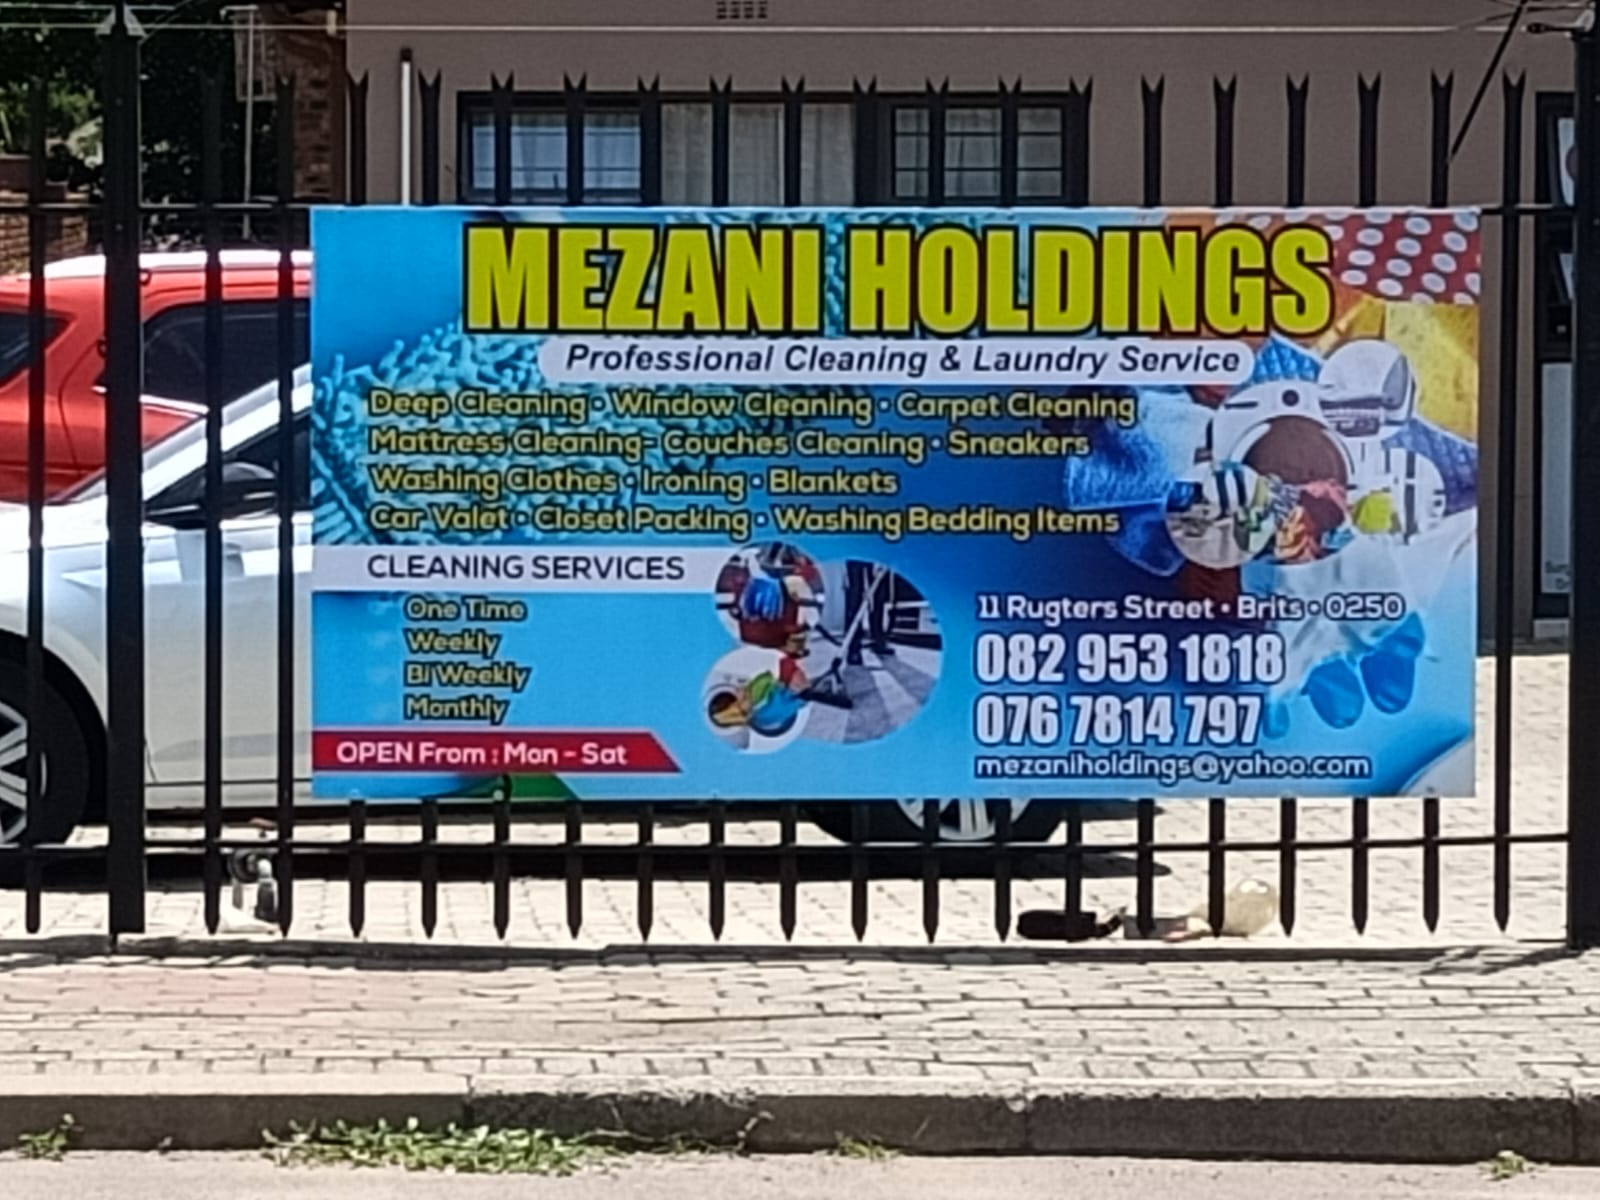 MEZANI HOLDINGS
Professional Cleaning & Laundry Service
Deep Cleaning • Window Cleaning • Carpet Cleaning
Mattress Cleaning- Couches Cleaning • Sneakers
Washing Clothes • Ironing • Blankets
Car Valet • Closet Packing • Washing Bedding Items
CLEANING SERVICES
One Time
Weekly
Bi Weekly
Monthly
OPEN From : Mon - Sat
11 Rugters Street • Brits • 0250
082 953 1818
076 7814 797
mezaniholdings@yahoo.com